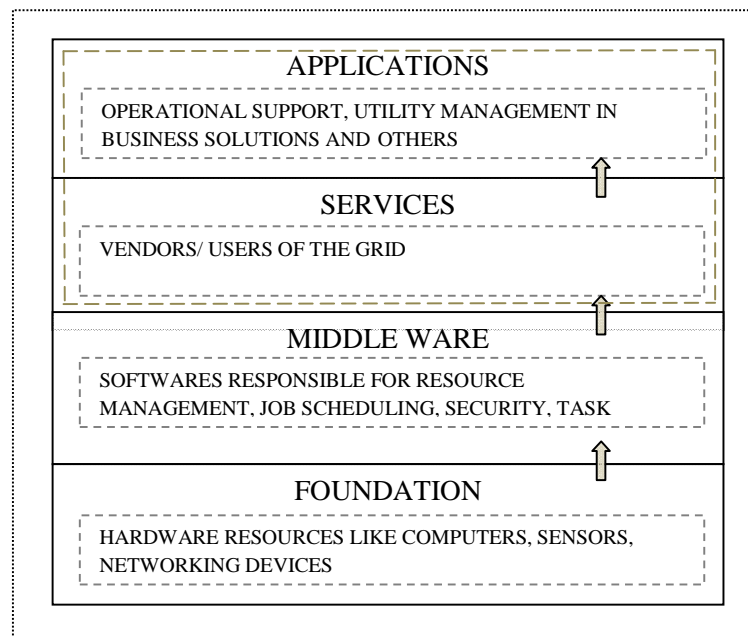 APPLICATIONS
OPERATIONAL SUPPORT, UTILITY MANAGEMENT IN
BUSINESS SOLUTIONS AND OTHERS
SERVICES
VENDORS/ USERS OF THE GRID
MIDDLE WARE
SOFTWARES RESPONSIBLE FOR RESOURCE
MANAGEMENT, JOB SCHEDULING, SECURITY, TASK
FOUNDATION
HARDWARE RESOURCES LIKE COMPUTERS, SENSORS,
NETWORKING DEVICES